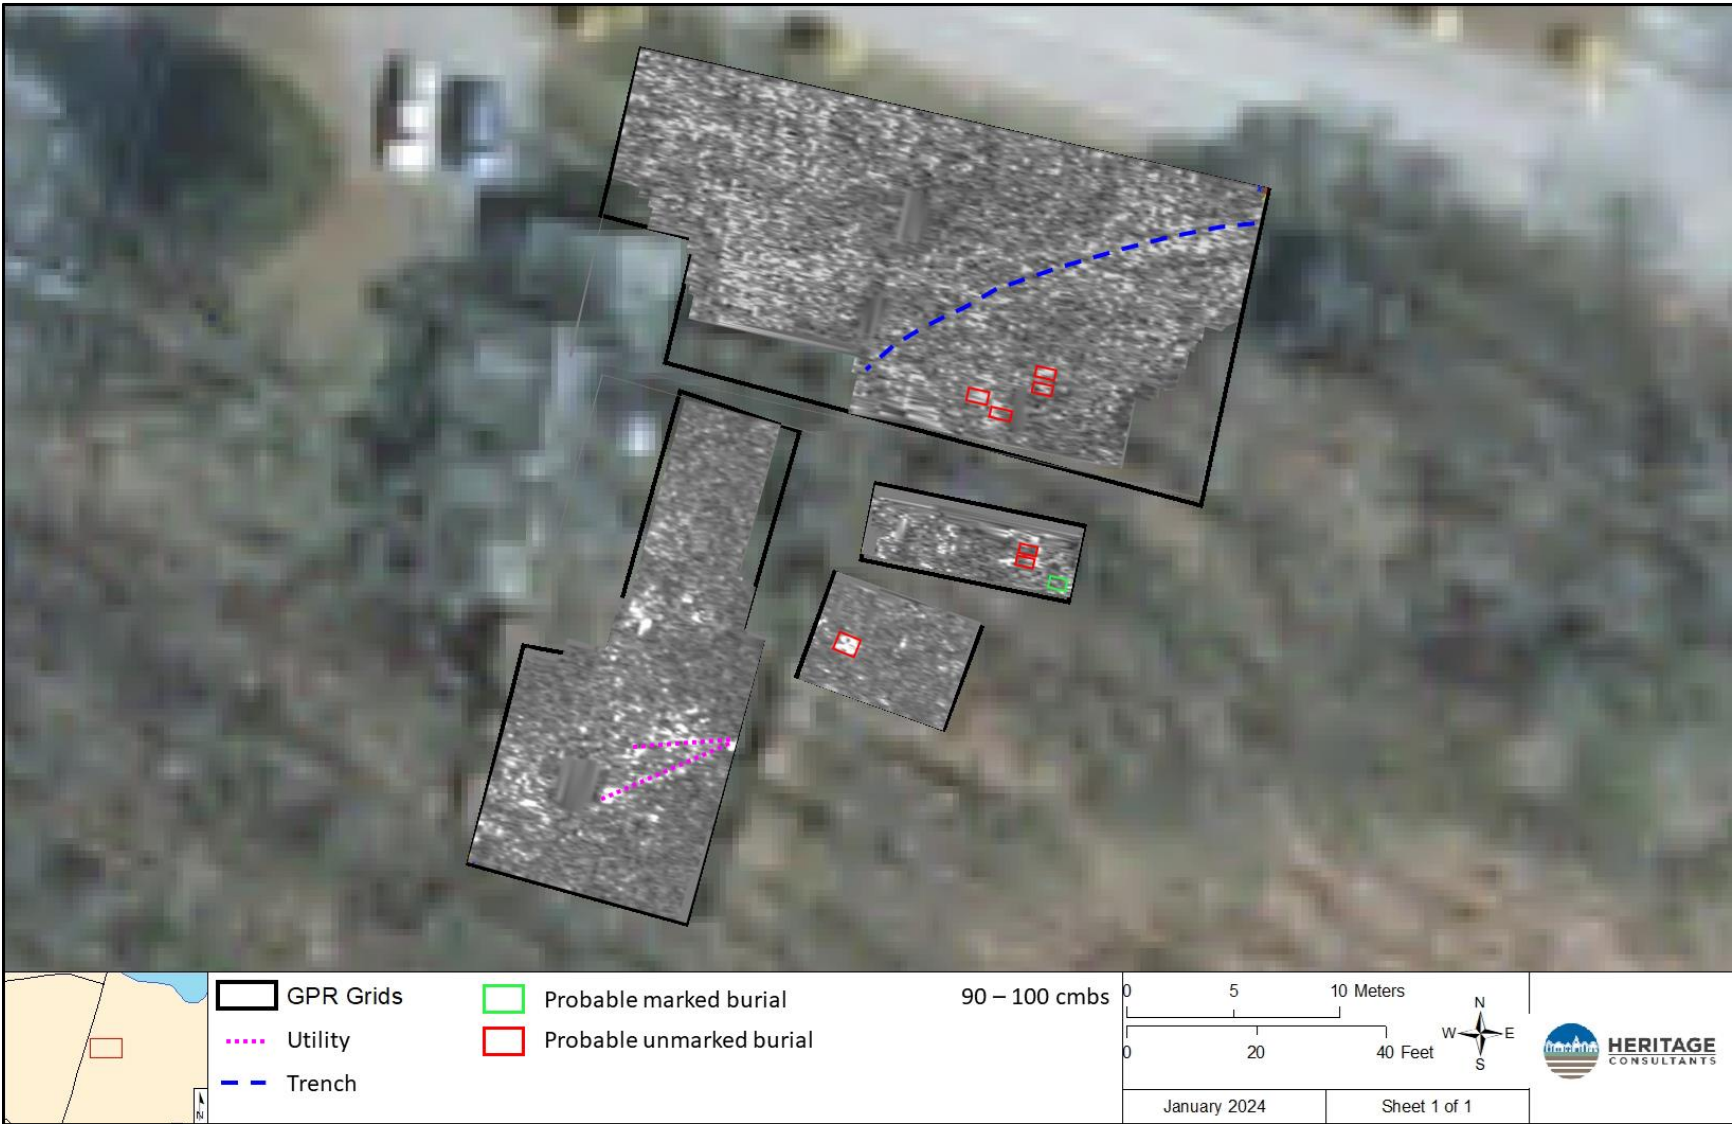 GPR Grids
Utility
Trench
Probable marked burial
Probable unmarked burial
90 – 100 cmbs
0 5 10 Meters
0 20 40 Feet
N
W E
S
N
January 2024
Sheet 1 of 1
HERITAGE
CONSULTANTS